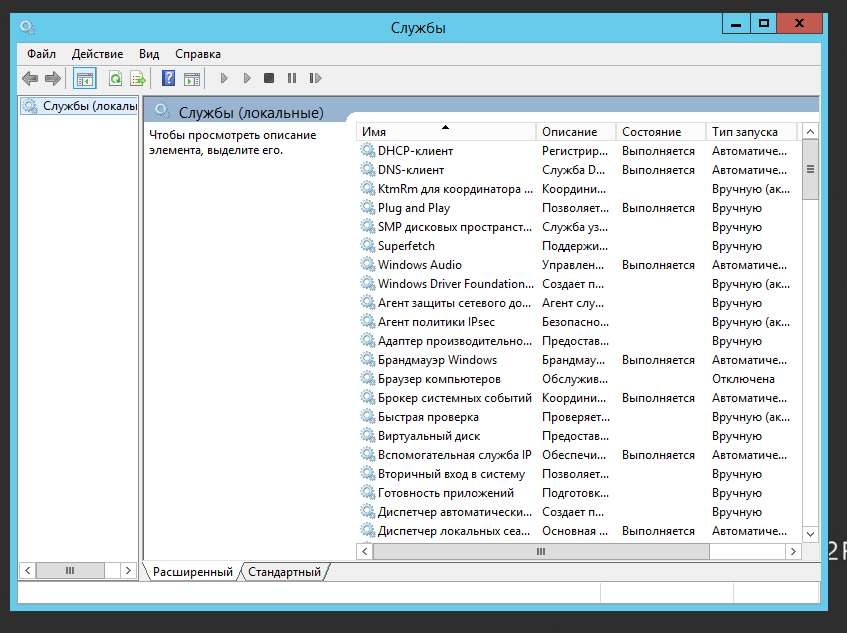 Службы
Файл Действие Вид Справка
Службы (локалы
Службы (локальные)
Чтобы просмотреть описание
элемента, выделите его.
Имя Описание Состояние Тип запуска
DHCP-клиент Регистрир... Выполняется Автоматиче...
DNS-клиент Служба D... Выполняется Автоматиче...
KtmRm для координатора ... Координи... Вручную (ак...
Plug and Play Позволяет... Выполняется Вручную
SMP дисковых пространст... Служба уз... Вручную
Superfetch Поддержи... Вручную
Windows Audio Управлен... Выполняется Автоматиче...
Windows Driver Foundation... Создает п... Вручную (ак...
Агент защиты сетевого до... Агент слу... Вручную
Агент политики IPsec Безопасно... Вручную (ак...
Адаптер производительно... Предостав... Вручную
Брандмауэр Windows Брандмау... Выполняется Автоматиче...
Браузер компьютеров Обслужив... Отключена
Брокер системных событий Координи... Выполняется Автоматиче...
Быстрая проверка Проверяет... Вручную (ак...
Виртуальный диск Предостав... Вручную
Вспомогательная служба IP Обеспечи... Выполняется Автоматиче...
Вторичный вход в систему Позволяет... Вручную
Готовность приложений Подготовк... Вручную
Диспетчер автоматически... Создает п... Вручную
Диспетчер локальных сеа... Основная ... Выполняется Автоматиче...
Расширенный Стандартный